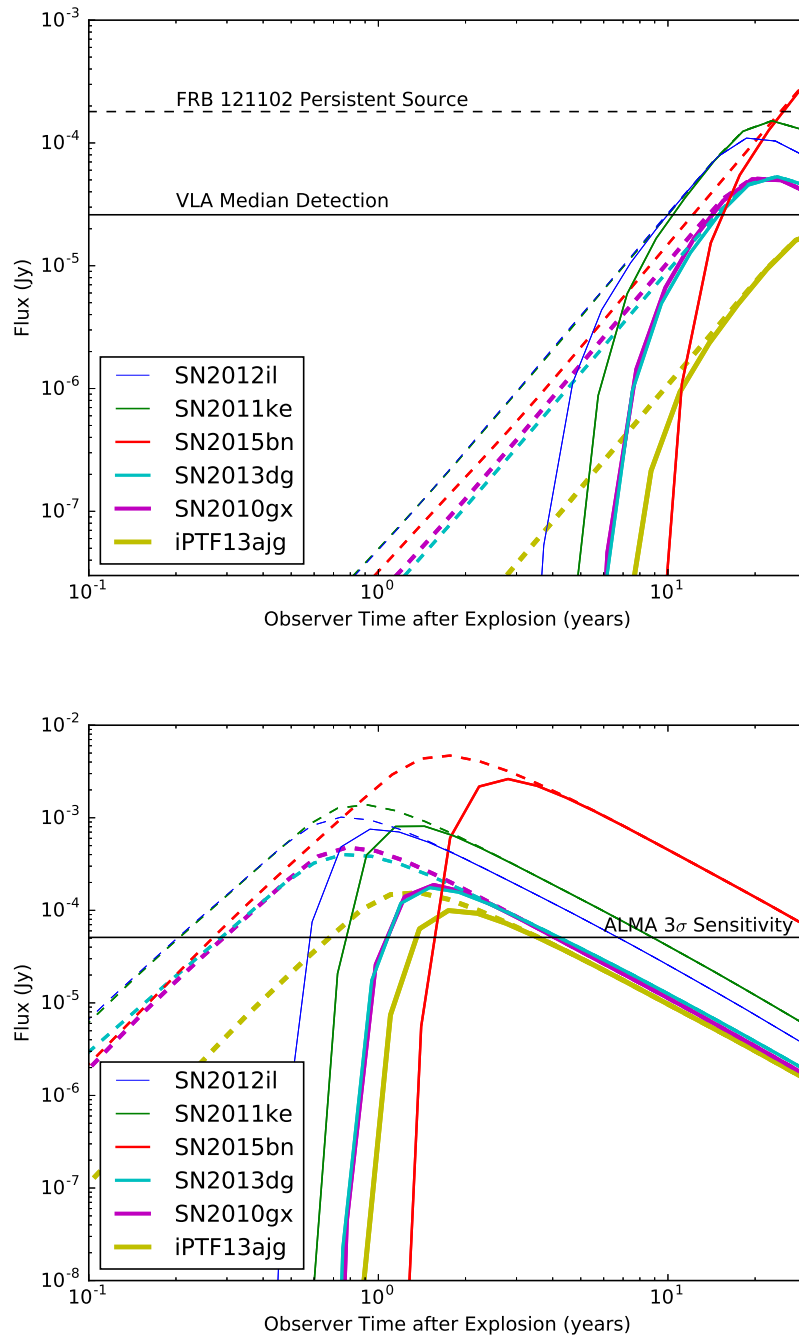 10^-3
FRB 121102 Persistent Source
10^-4
VLA Median Detection
10^-5
Flux (Jy)
10^-6
10^-7
SN2012il
SN2011ke
SN2015bn
SN2013dg
SN2010gx
iPTF13ajg
10^-1
10^0
10^1
Observer Time after Explosion (years)
10^-2
10^-3
10^-4
ALMA 3σ Sensitivity
10^-5
Flux (Jy)
10^-6
10^-7
10^-8
SN2012il
SN2011ke
SN2015bn
SN2013dg
SN2010gx
iPTF13ajg
10^-1
10^0
10^1
Observer Time after Explosion (years)